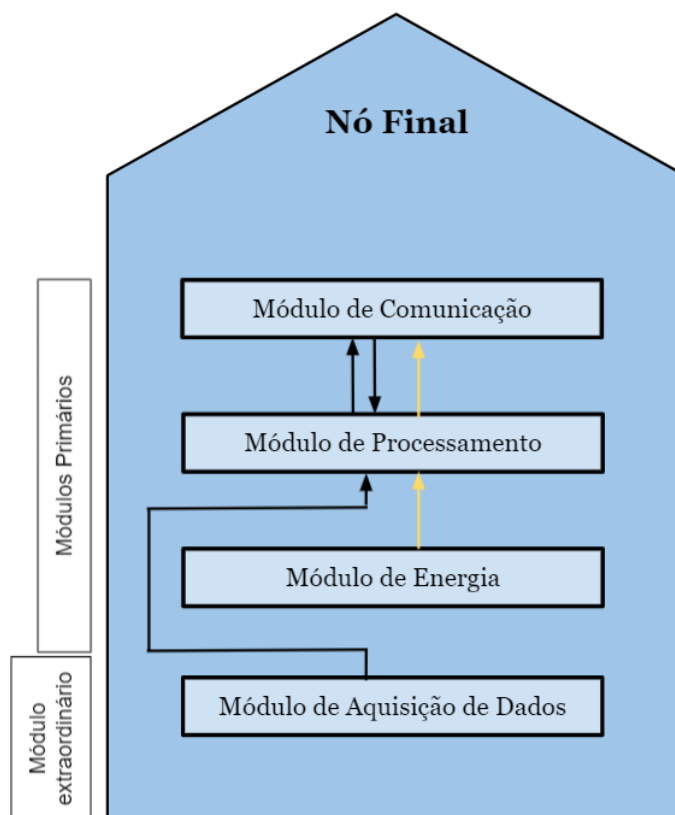 Nó Final
Módulos Primários
Módulo de Comunicação
Módulo de Processamento
Módulo de Energia
Módulo
extraordinário
Módulo de Aquisição de Dados